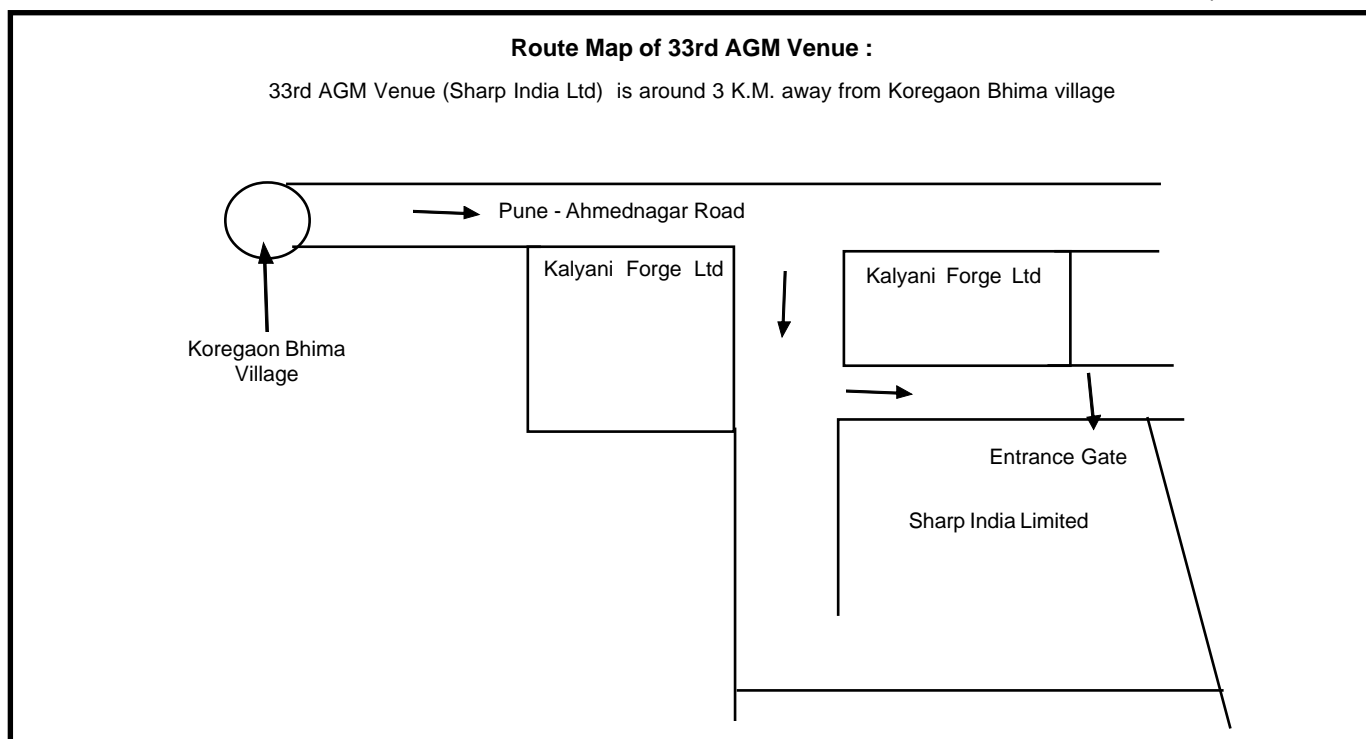 Route Map of 33rd AGM Venue :
33rd AGM Venue (Sharp India Ltd) is around 3 K.M. away from Koregaon Bhima village
Pune - Ahmednagar Road
Kalyani Forge Ltd
Kalyani Forge Ltd
Koregaon Bhima
Village
Entrance Gate
Sharp India Limited